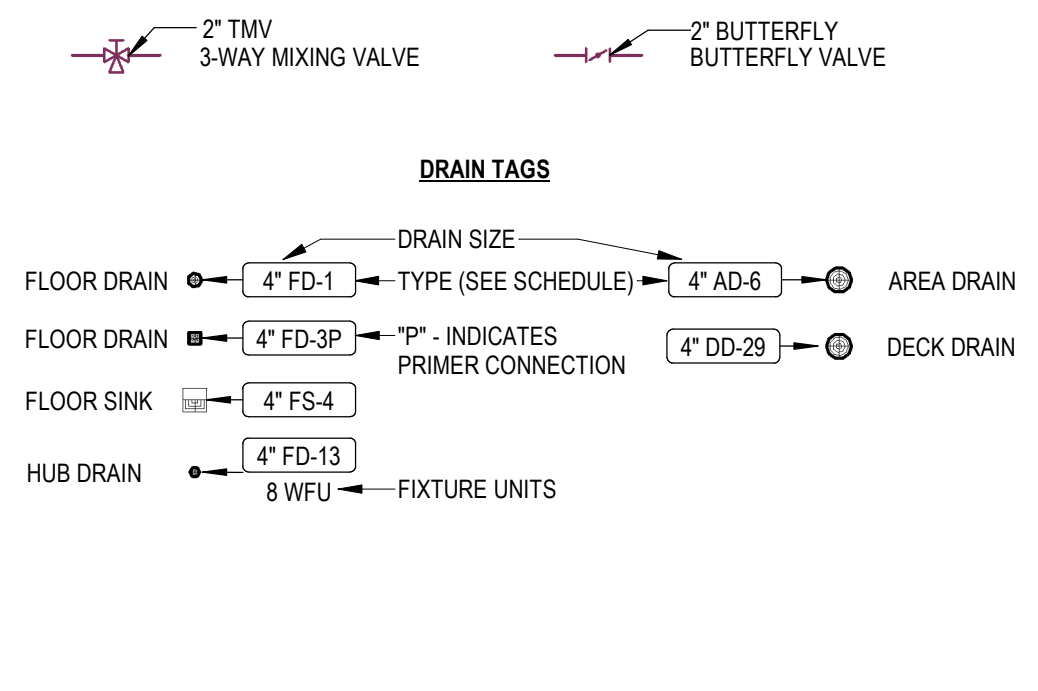 2" TMV
3-WAY MIXING VALVE
2" BUTTERFLY
BUTTERFLY VALVE
DRAIN TAGS
DRAIN SIZE
FLOOR DRAIN
4" FD-1
TYPE (SEE SCHEDULE)
4" AD-6
AREA DRAIN
FLOOR DRAIN
4" FD-3P
"P" - INDICATES
PRIMER CONNECTION
4" DD-29
DECK DRAIN
FLOOR SINK
4" FS-4
HUB DRAIN
4" FD-13
8 WFU
FIXTURE UNITS